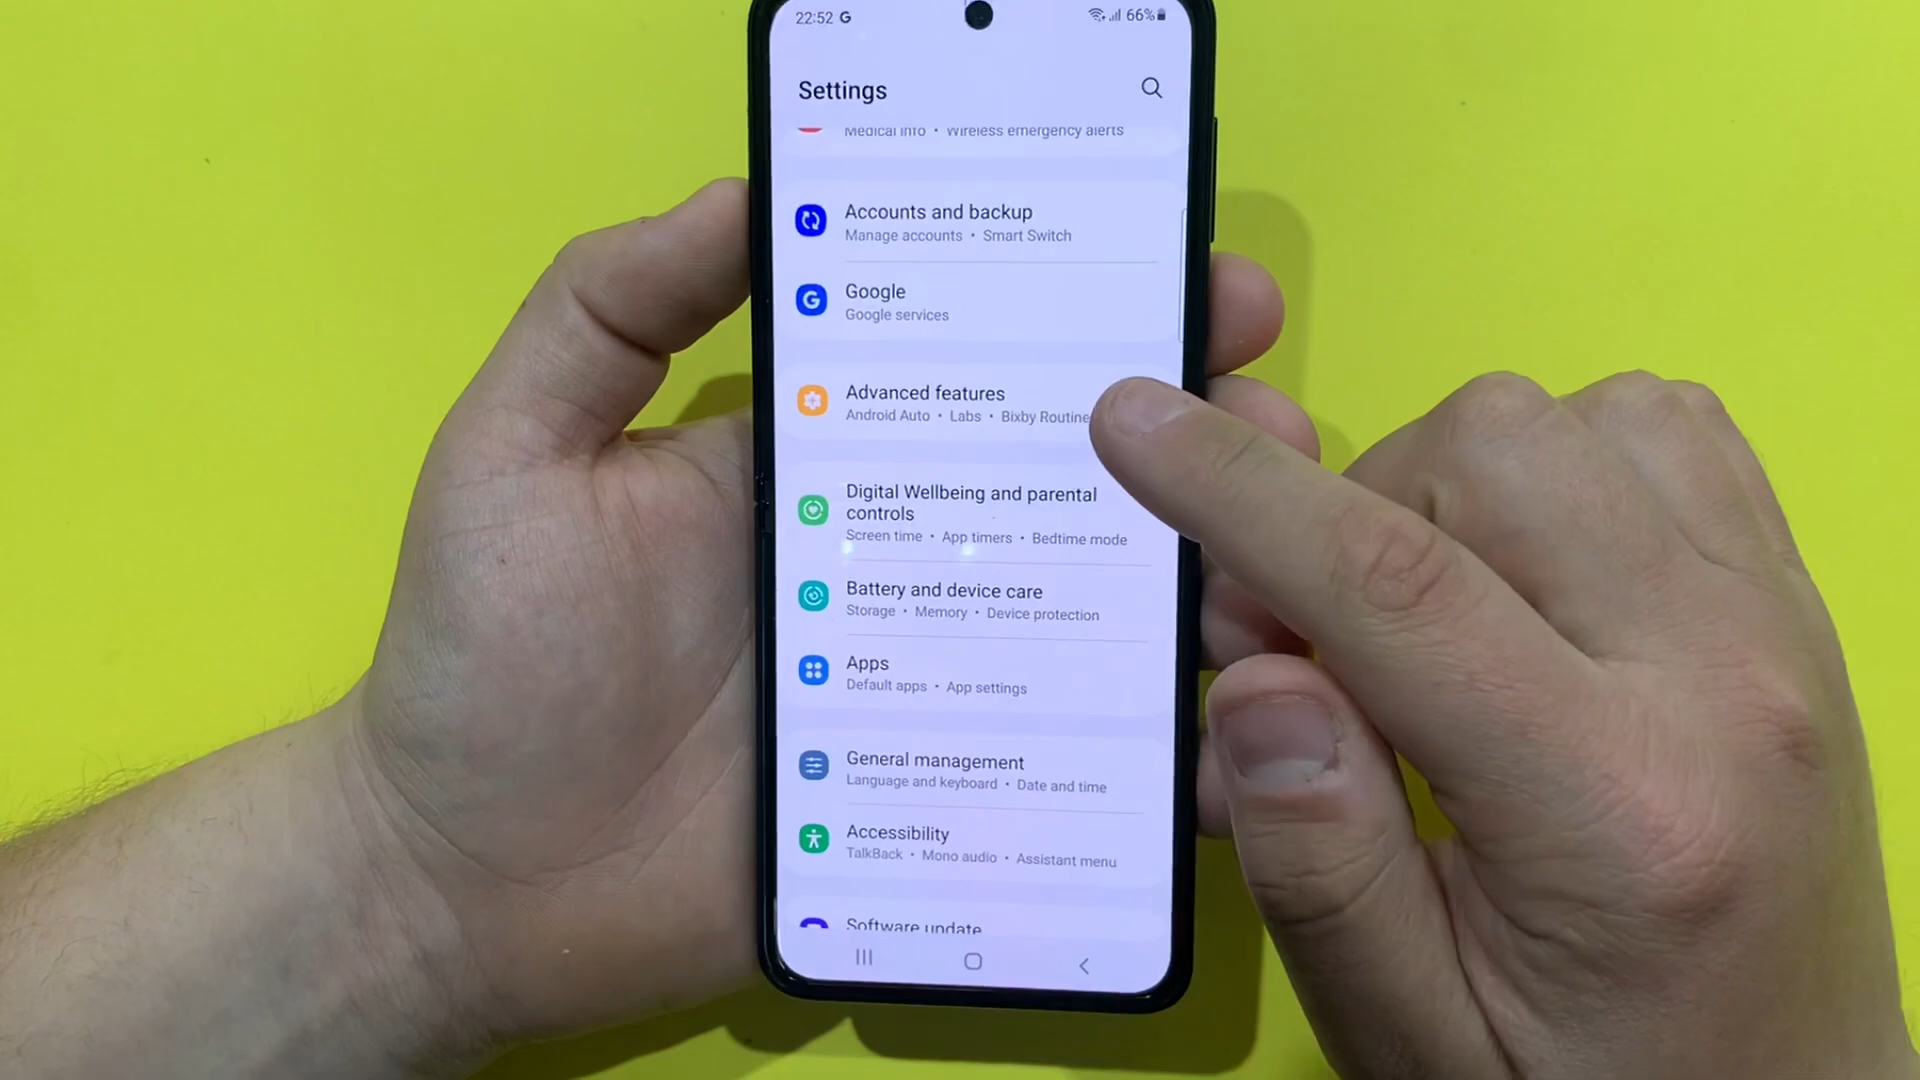 22:52 G
66%
Settings
Medical info • Wireless emergency alerts
Accounts and backup
Manage accounts • Smart Switch
Google
Google services
Advanced features
Android Auto • Labs • Bixby Routine
Digital Wellbeing and parental
controls
Screen time • App timers • Bedtime mode
Battery and device care
Storage • Memory • Device protection
Apps
Default apps • App settings
General management
Language and keyboard • Date and time
Accessibility
TalkBack • Mono audio • Assistant menu
Software update